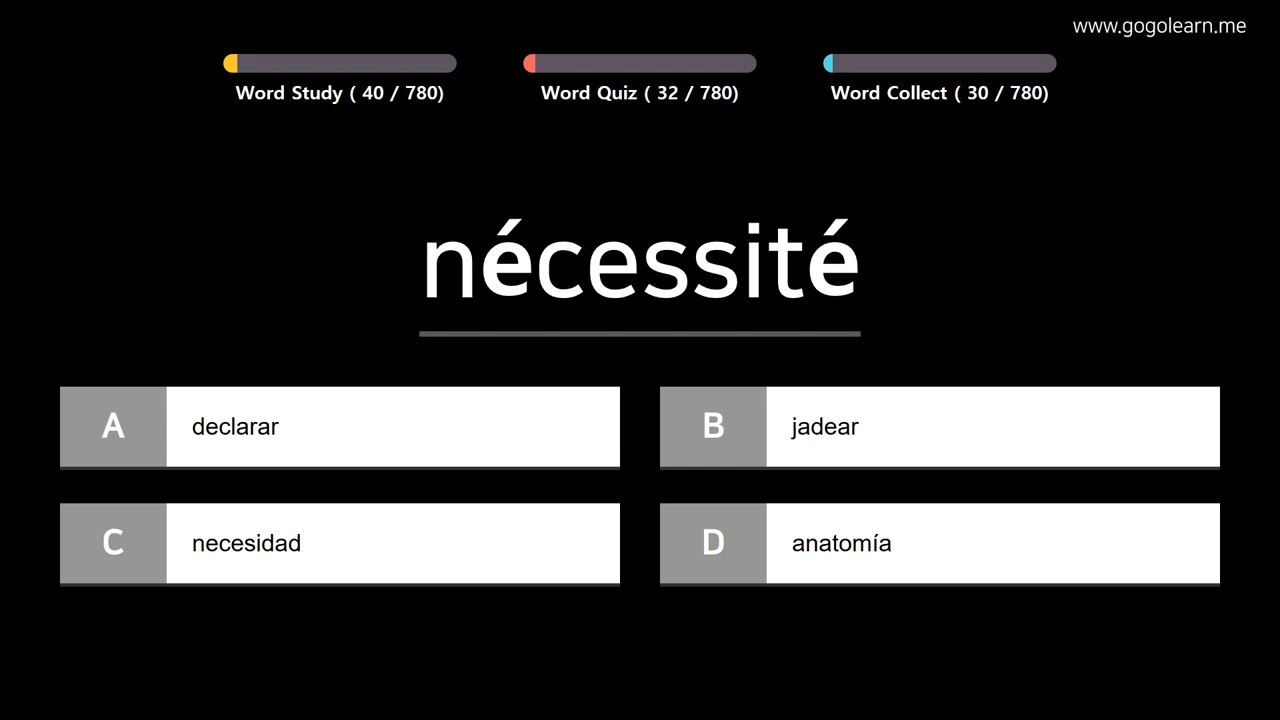 www.gogolearn.me
Word Study ( 40 / 780)
Word Quiz ( 32 / 780)
Word Collect ( 30 / 780)
nécessité
A declarar
B jadear
C necesidad
D anatomía